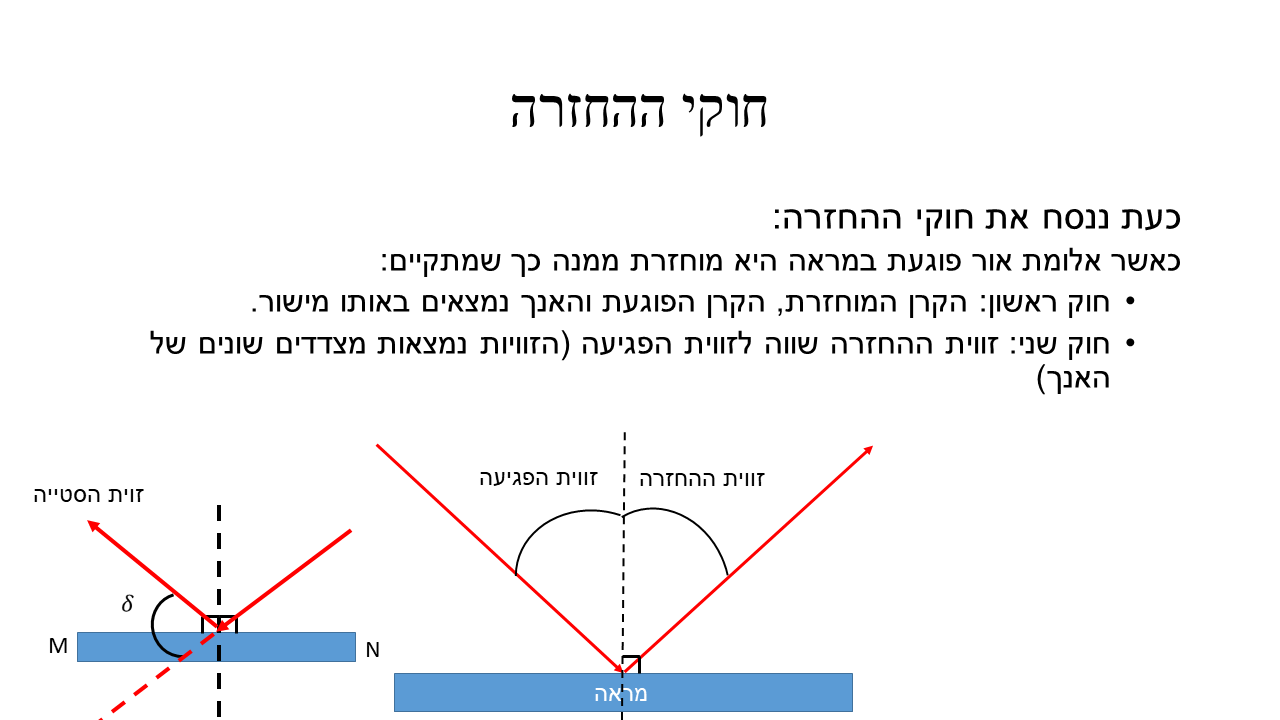 חוקי ההחזרה
כעת ננסח את חוקי ההחזרה:
כאשר אלומת אור פוגעת במראה היא מוחזרת ממנה כך שמתקיים:
• חוק ראשון: הקרן המוחזרת, הקרן הפוגעת והאנך נמצאים באותו מישור.
• חוק שני: זווית ההחזרה שווה לזווית הפגיעה (הזוויות נמצאות מצדדים שונים של
האנך)
זווית ההחזרה
זווית הפגיעה
מראה
זוית הסטייה
δ
M
N